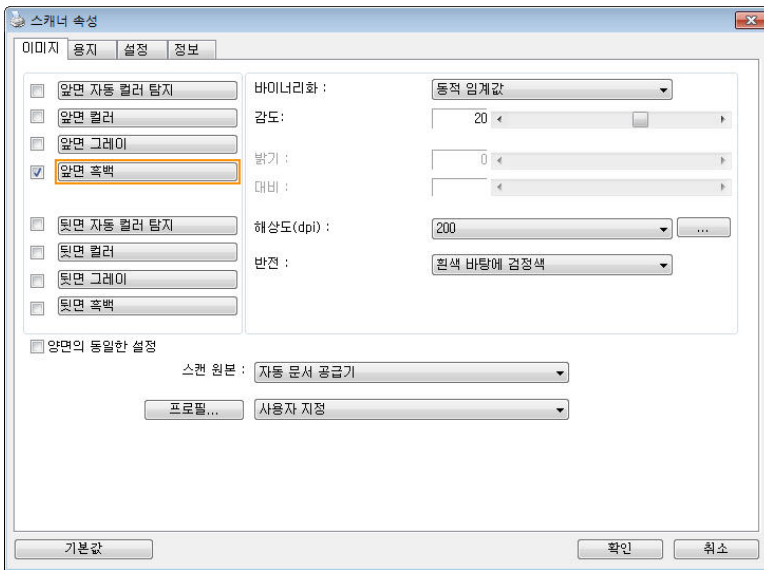 스캐너 속성
이미지 용지 설정 정보
앞면 자동 컬러 탐지
앞면 컬러
앞면 그레이
앞면 흑백
뒷면 자동 컬러 탐지
뒷면 컬러
뒷면 그레이
뒷면 흑백
바이너리화 : 동적 임계값
감도: 20
밝기 : 0
대비 :
해상도(dpi) : 200 ...
반전 : 흰색 바탕에 검정색
양면의 동일한 설정
스캔 원본 : 자동 문서 공급기
프로필... 사용자 지정
기본값 확인 취소